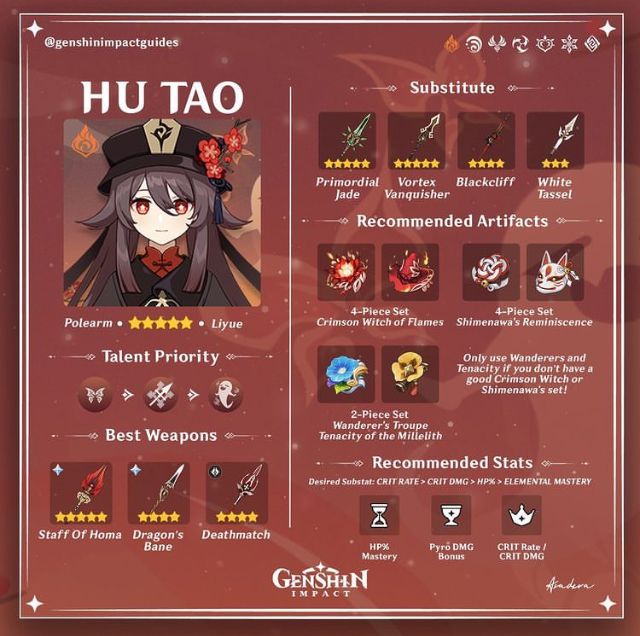 @genshinimpactguides
HU TAO
Polearm • • Liyue
Talent Priority
Best Weapons
Staff Of Homa
Dragon's
Bane
Deathmatch
Substitute
Primordial
Jade
Vortex
Vanquisher
Blackcliff
White
Tassel
Recommended Artifacts
4-Piece Set
Crimson Witch of Flames
4-Piece Set
Shimenawa's Reminiscence
2-Piece Set
Wanderer's Troupe
Tenacity of the Millelith
Only use Wanderers and
Tenacity if you don't have a
good Crimson Witch or
Shimenawa's set!
Recommended Stats
Desired Substat: CRIT RATE > CRIT DMG > HP% > ELEMENTAL MASTERY
HP%
Mastery
Pyro DMG
Bonus
CRIT Rate /
CRIT DMG
GENSHIN
IMPACT